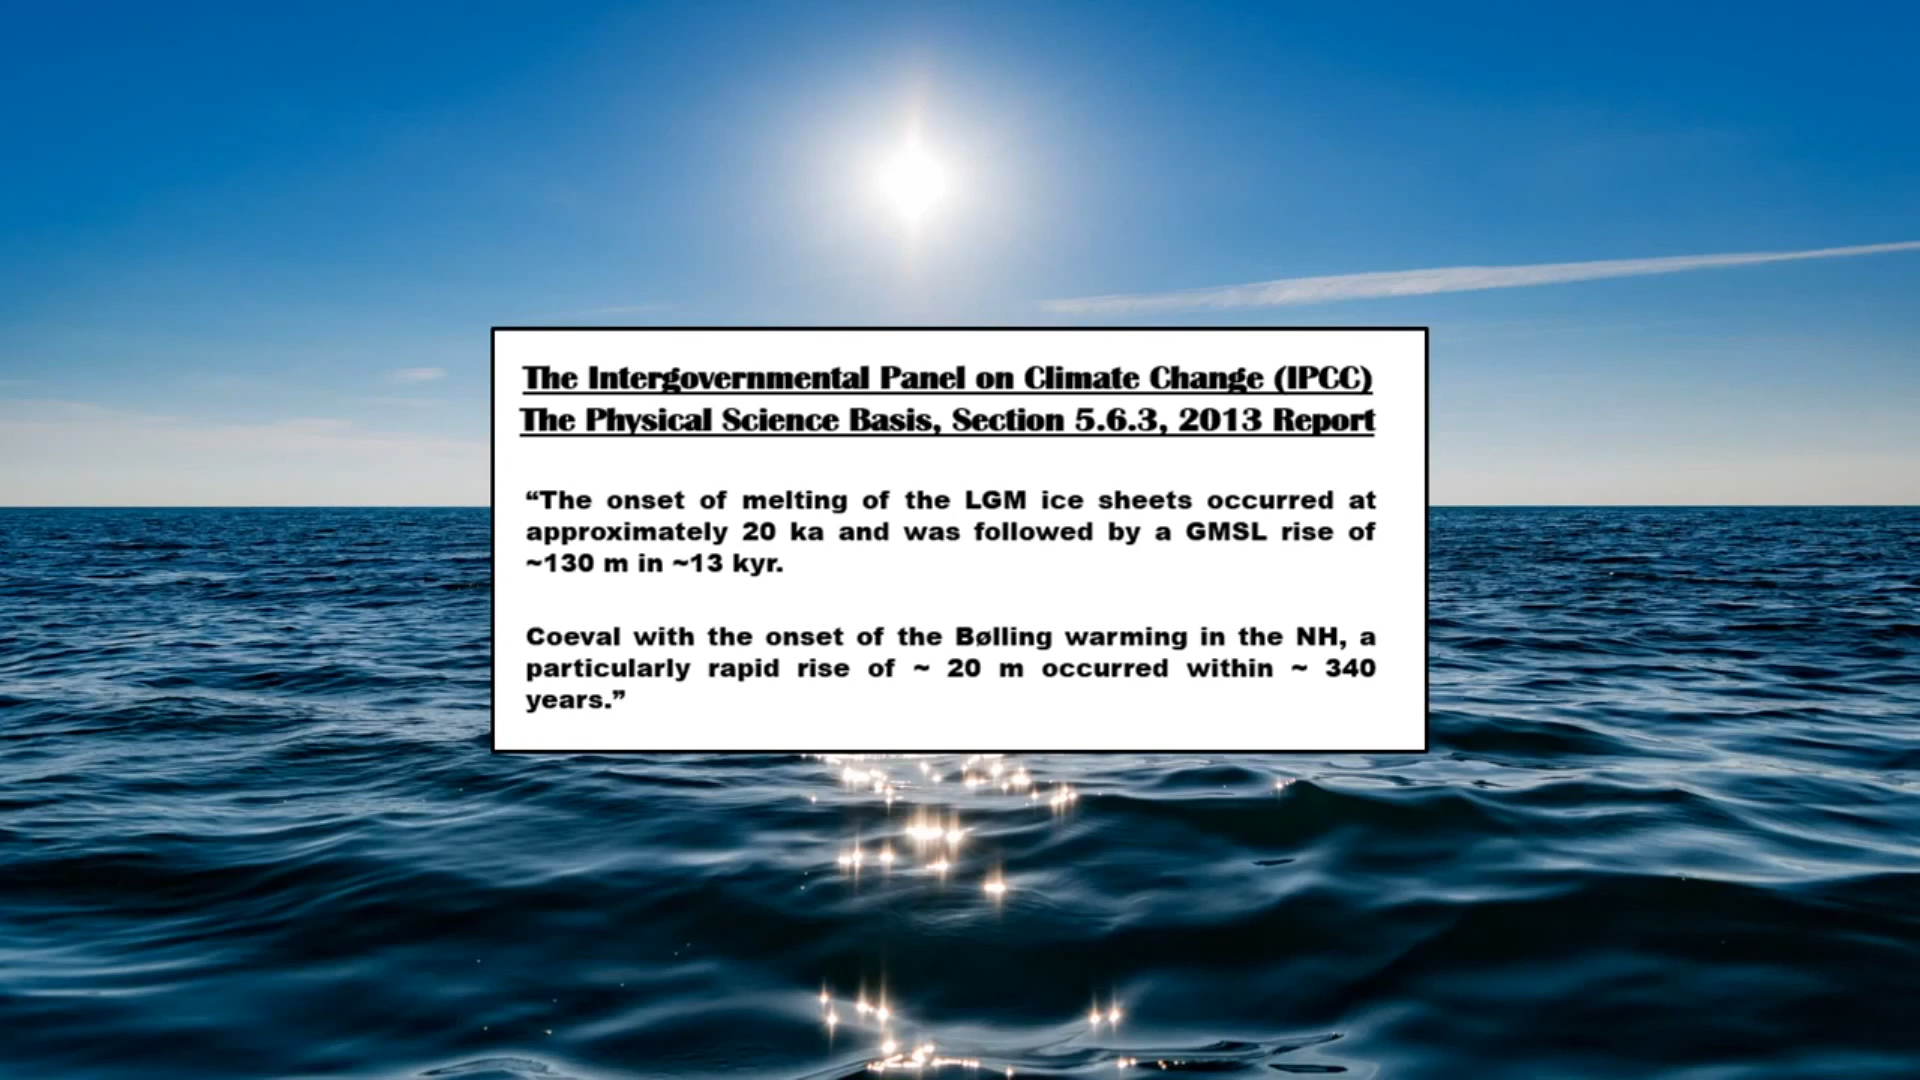 The Intergovernmental Panel on Climate Change (IPCC)
The Physical Science Basis, Section 5.6.3, 2013 Report
“The onset of melting of the LGM ice sheets occurred at
approximately 20 ka and was followed by a GMSL rise of
~130 m in ~13 kyr.
Coeval with the onset of the Bølling warming in the NH, a
particularly rapid rise of ~ 20 m occurred within ~ 340
years.”